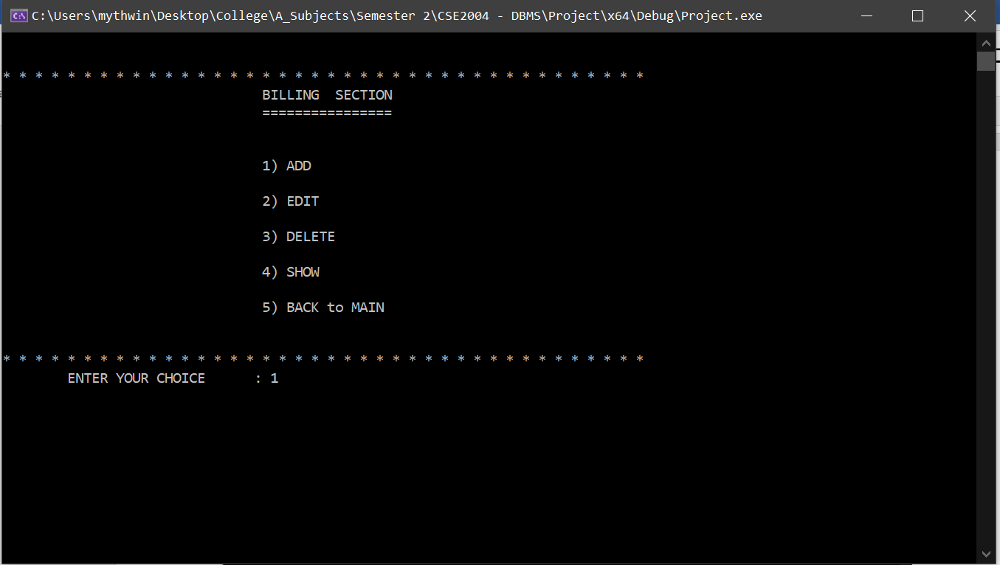 C:\Users\mythwin\Desktop\College\A_Subjects\Semester 2\CSE2004 - DBMS\Project\x64\Debug\Project.exe
* * * * * * * * * * * * * * * * * * * * * * * * * * * * * * * * * * * * * * * *
BILLING  SECTION
================
1) ADD
2) EDIT
3) DELETE
4) SHOW
5) BACK to MAIN
* * * * * * * * * * * * * * * * * * * * * * * * * * * * * * * * * * * * * * * *
ENTER YOUR CHOICE      : 1